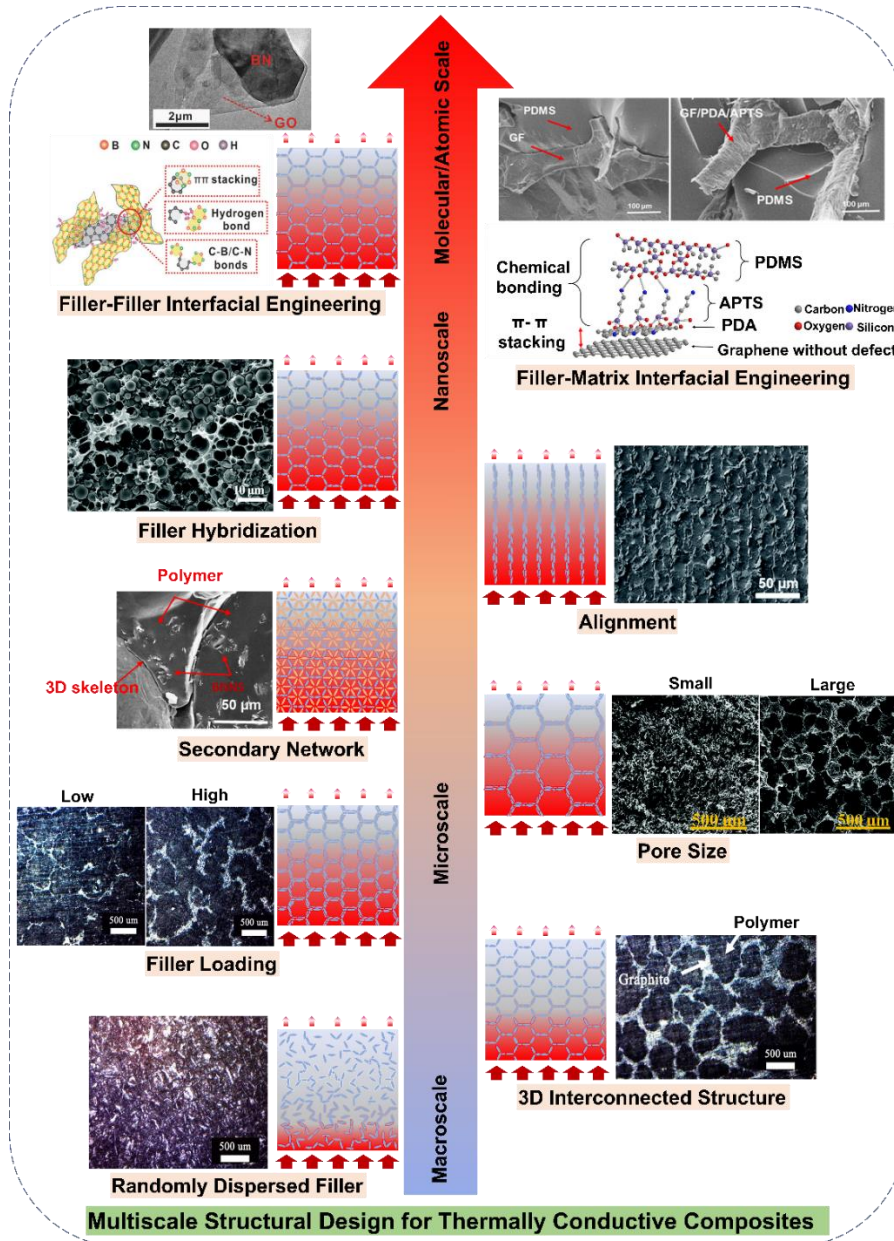 BN
2μm
GO
B N C O H
ππ stacking
Hydrogen
bond
C-B/C-N
bonds
Filler-Filler Interfacial Engineering
Molecular/Atomic Scale
PDMS
GF
100 μm
GF/PDA/APTS
PDMS
100 μm
Chemical
bonding
π- π
stacking
PDMS
APTS
PDA
Graphene without defect
Carbon Nitrogen
Oxygen Silicon
Filler-Matrix Interfacial Engineering
Nanoscale
10 μm
Filler Hybridization
50 μm
Alignment
Polymer
3D skeleton
50 μm
Secondary Network
Small Large
500 um
500 um
Pore Size
Microscale
Low High
500 um
500 um
Filler Loading
Polymer
Graphite
500 um
3D Interconnected Structure
500 um
Randomly Dispersed Filler
Macroscale
Multiscale Structural Design for Thermally Conductive Composites